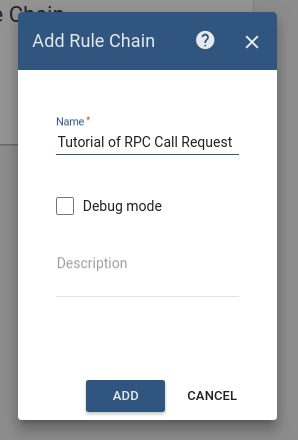 e Chain
Add Rule Chain ?
Name *
Tutorial of RPC Call Request
Debug mode
Description
ADD CANCEL